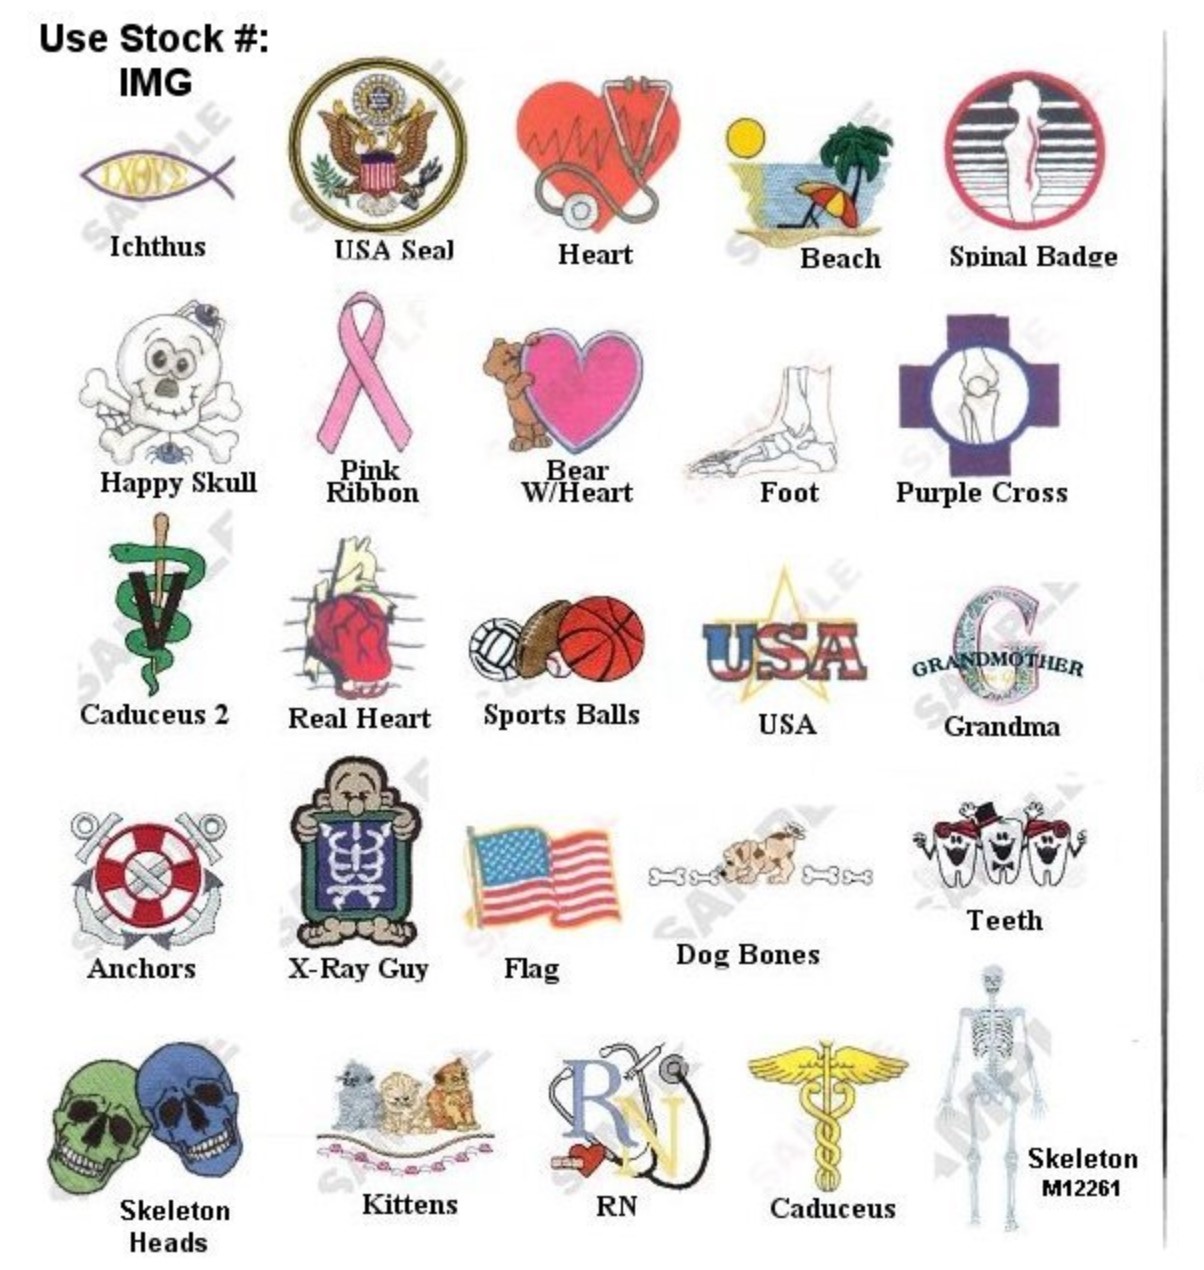 Use Stock #:
IMG
ΙΧΘΥΣ
Ichthus
USA Seal
Heart
Beach
Spinal Badge
Happy Skull
Pink
Ribbon
Bear
W/Heart
Foot
Purple Cross
V
Caduceus 2
Real Heart
Sports Balls
USA
USA
G
GRANDMOTHER
Grandma
Anchors
X-Ray Guy
Flag
Dog Bones
Teeth
Skeleton
Heads
Kittens
RN
RN
Caduceus
Skeleton
M12261
SAMPLE